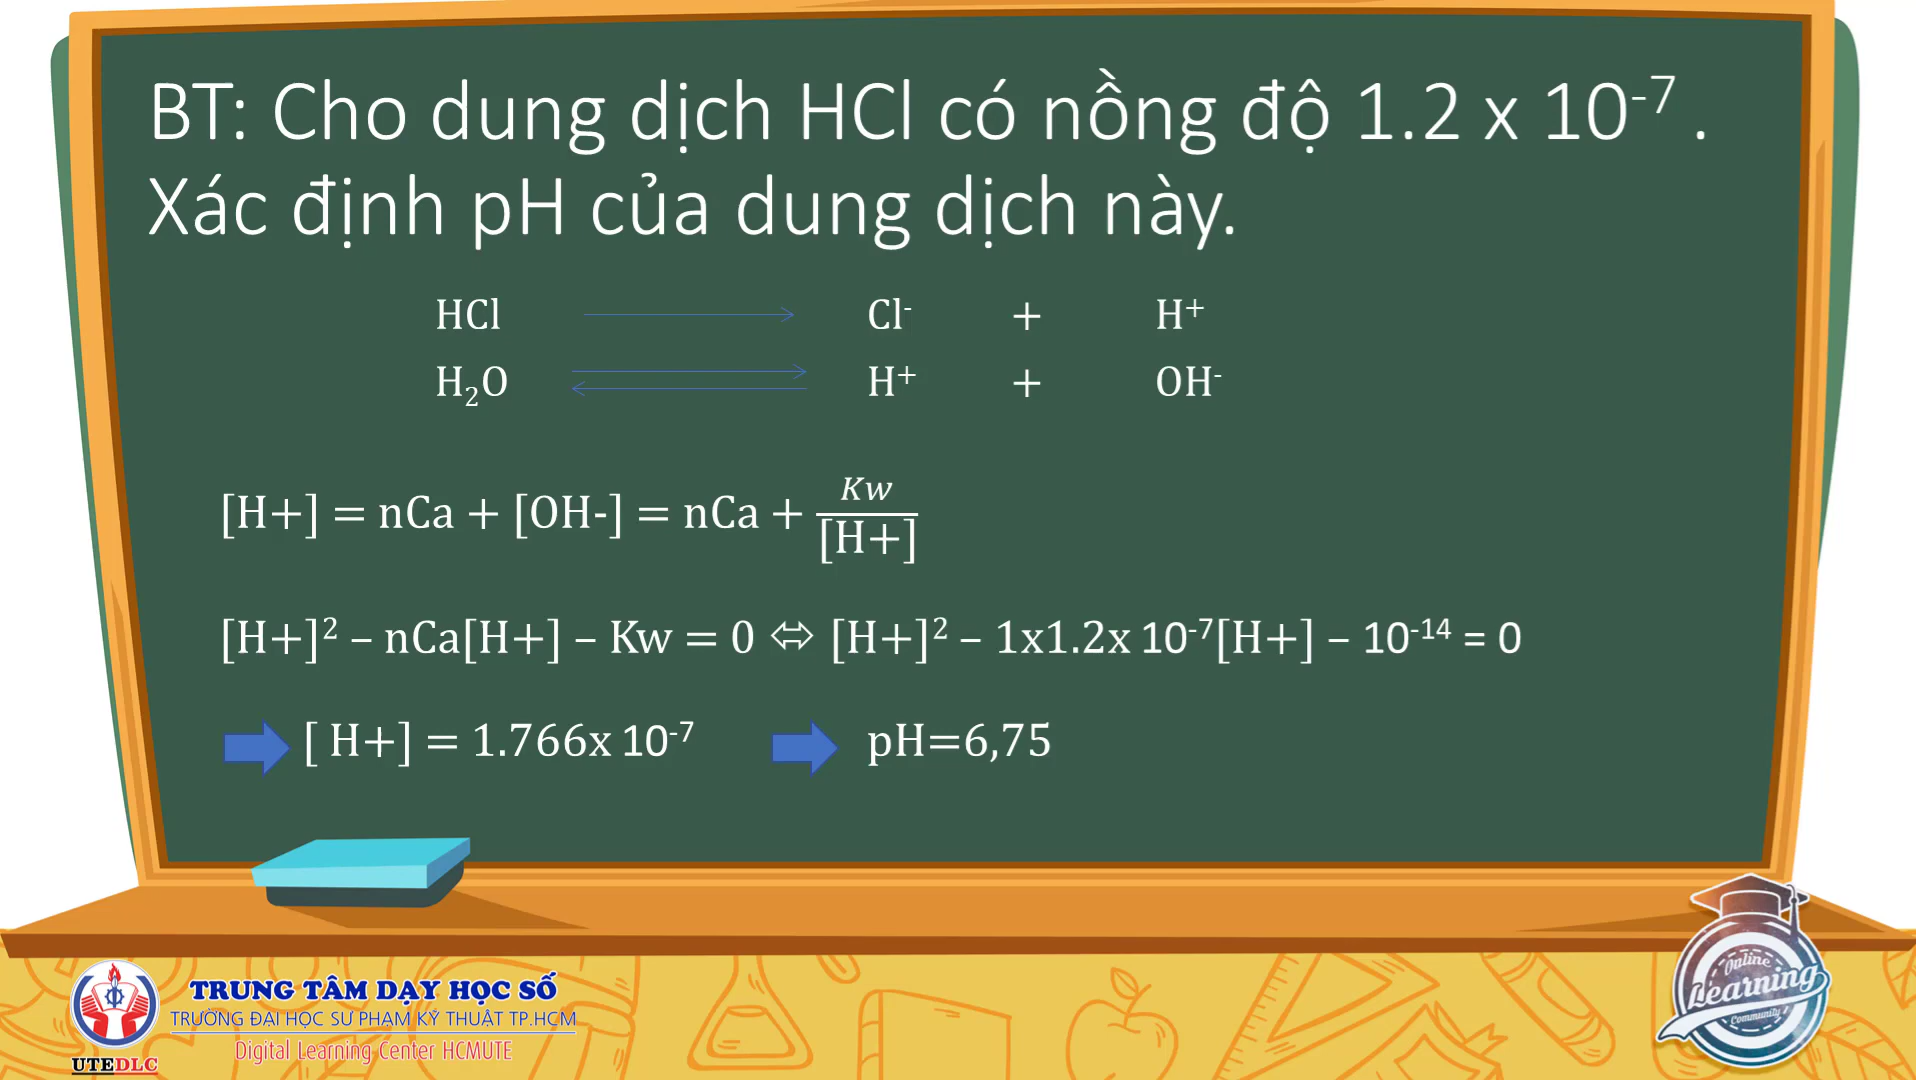 BT: Cho dung dịch HCl có nồng độ 1.2 x 10⁻⁷ .
Xác định pH của dung dịch này.
HCl Cl⁻ + H⁺
H₂O H⁺ + OH⁻
[H+] = nCa + [OH-] = nCa + Kw/[H+]
[H+]² – nCa[H+] – Kw = 0 ⬄ [H+]² – 1x1.2x 10⁻⁷[H+] – 10⁻¹⁴ = 0
[ H+] = 1.766x 10⁻⁷ pH=6,75
TRUNG TÂM DẠY HỌC SỐ
TRƯỜNG ĐẠI HỌC SƯ PHẠM KỸ THUẬT TP.HCM
Digital Learning Center HCMUTE
UTEDLC
Online
Learning
Community